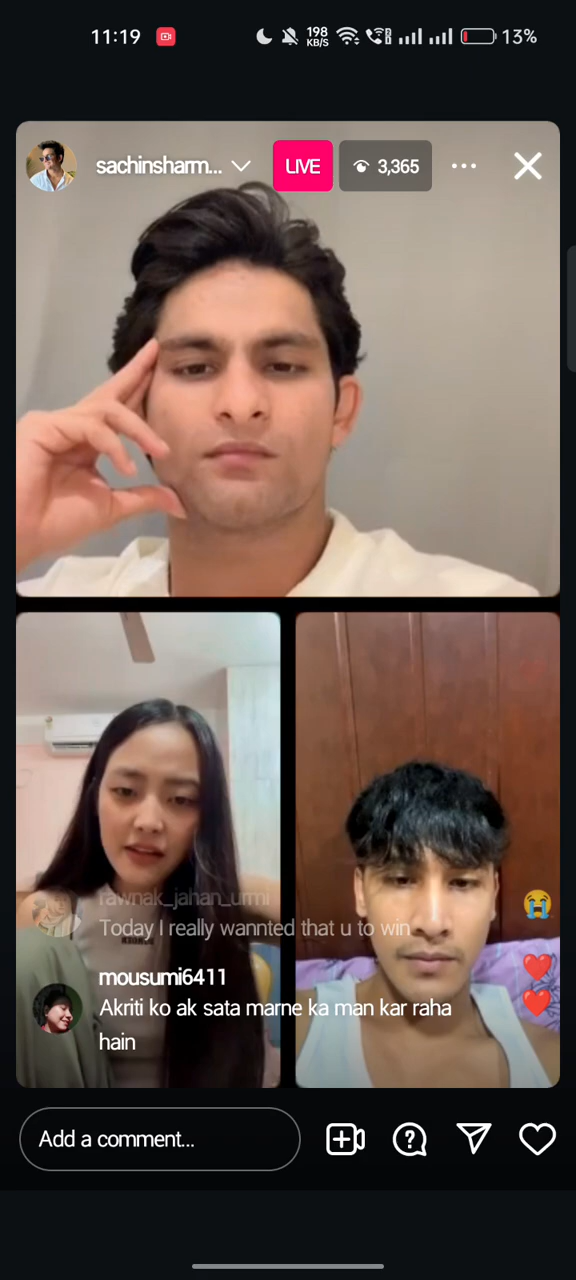 11:19
198
KB/S
13%
sachinsharm...
LIVE
3,365
rawnak_jahan_urmi
Today I really wannted that u to win
mousumi6411
Akriti ko ak sata marne ka man kar raha
hain
Add a comment...